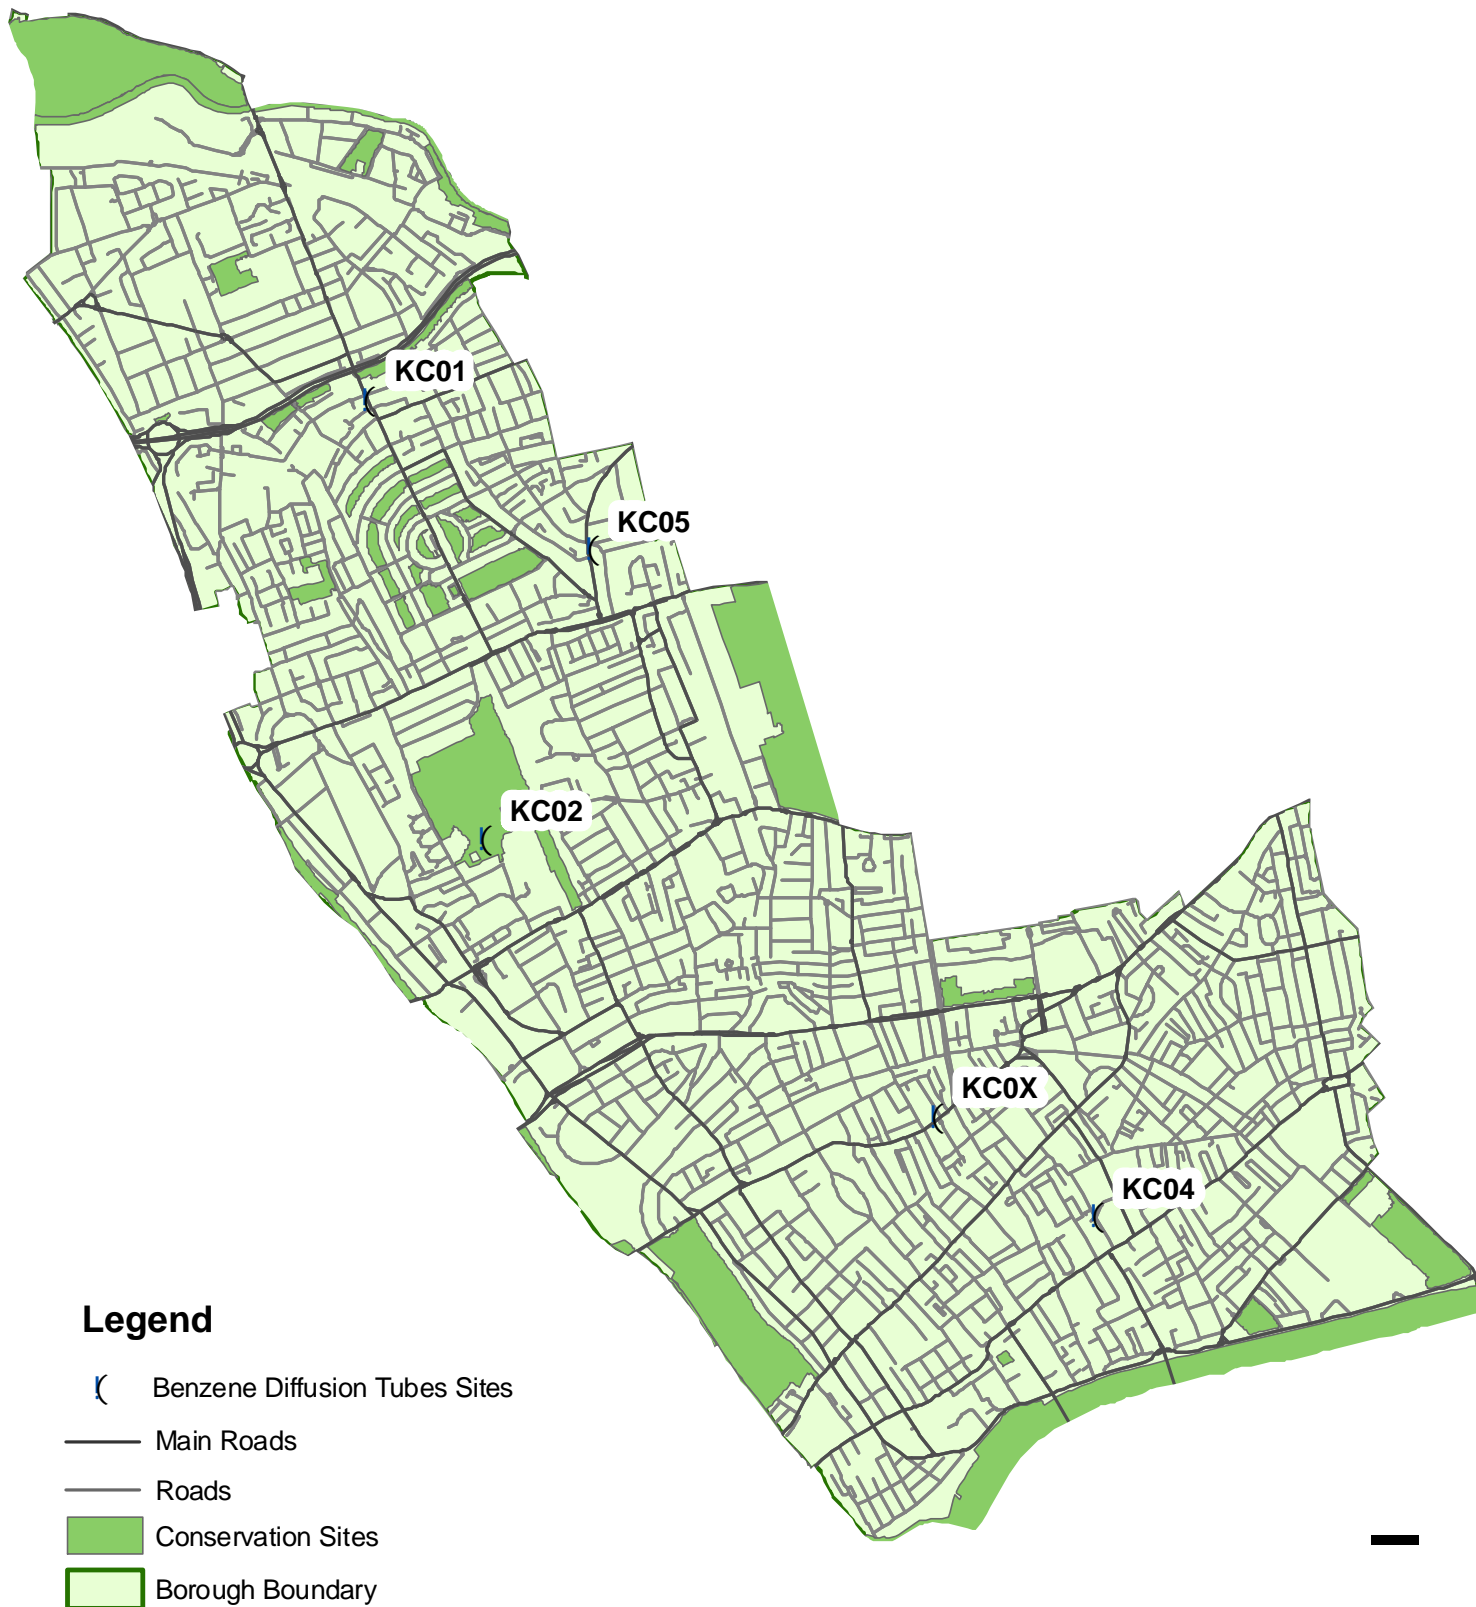 KC01
KC05
KC02
KC0X
KC04
Legend
Benzene Diffusion Tubes Sites
Main Roads
Roads
Conservation Sites
Borough Boundary